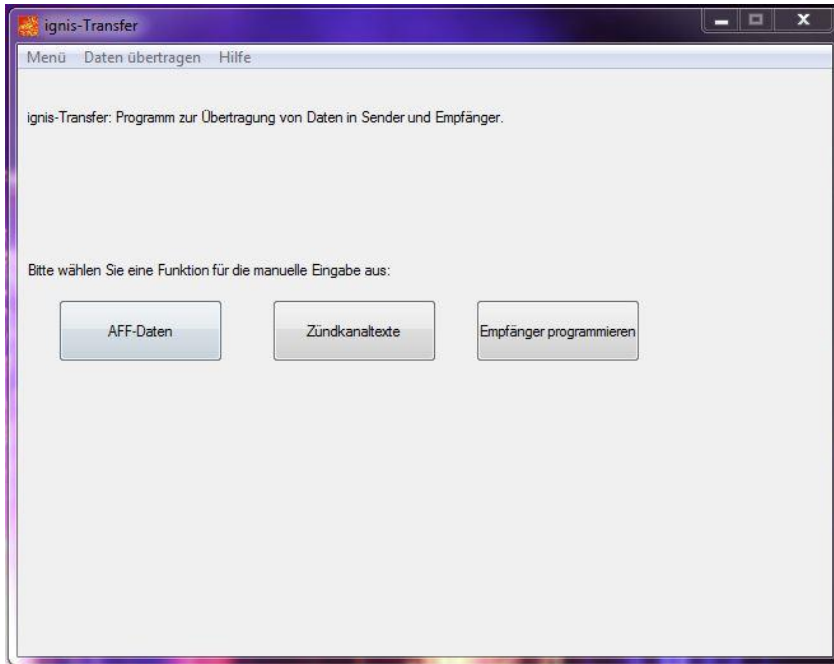 ignis-Transfer
Menü Daten übertragen Hilfe
ignis-Transfer: Programm zur Übertragung von Daten in Sender und Empfänger.
Bitte wählen Sie eine Funktion für die manuelle Eingabe aus:
AFF-Daten Zündkanaltexte Empfänger programmieren